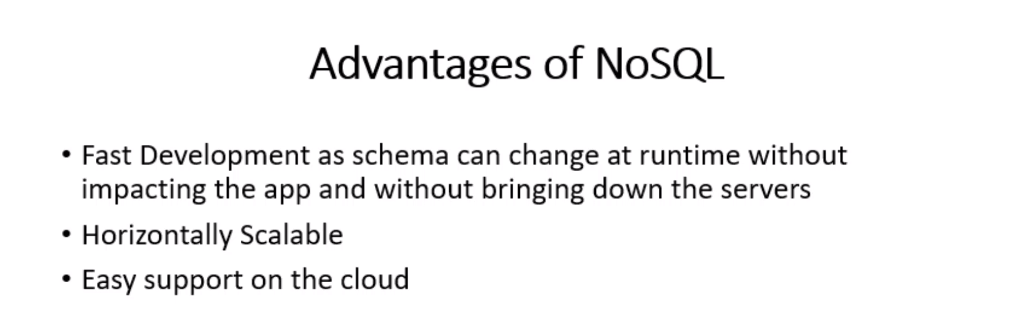 Advantages of NoSQL
• Fast Development as schema can change at runtime without
impacting the app and without bringing down the servers
• Horizontally Scalable
• Easy support on the cloud